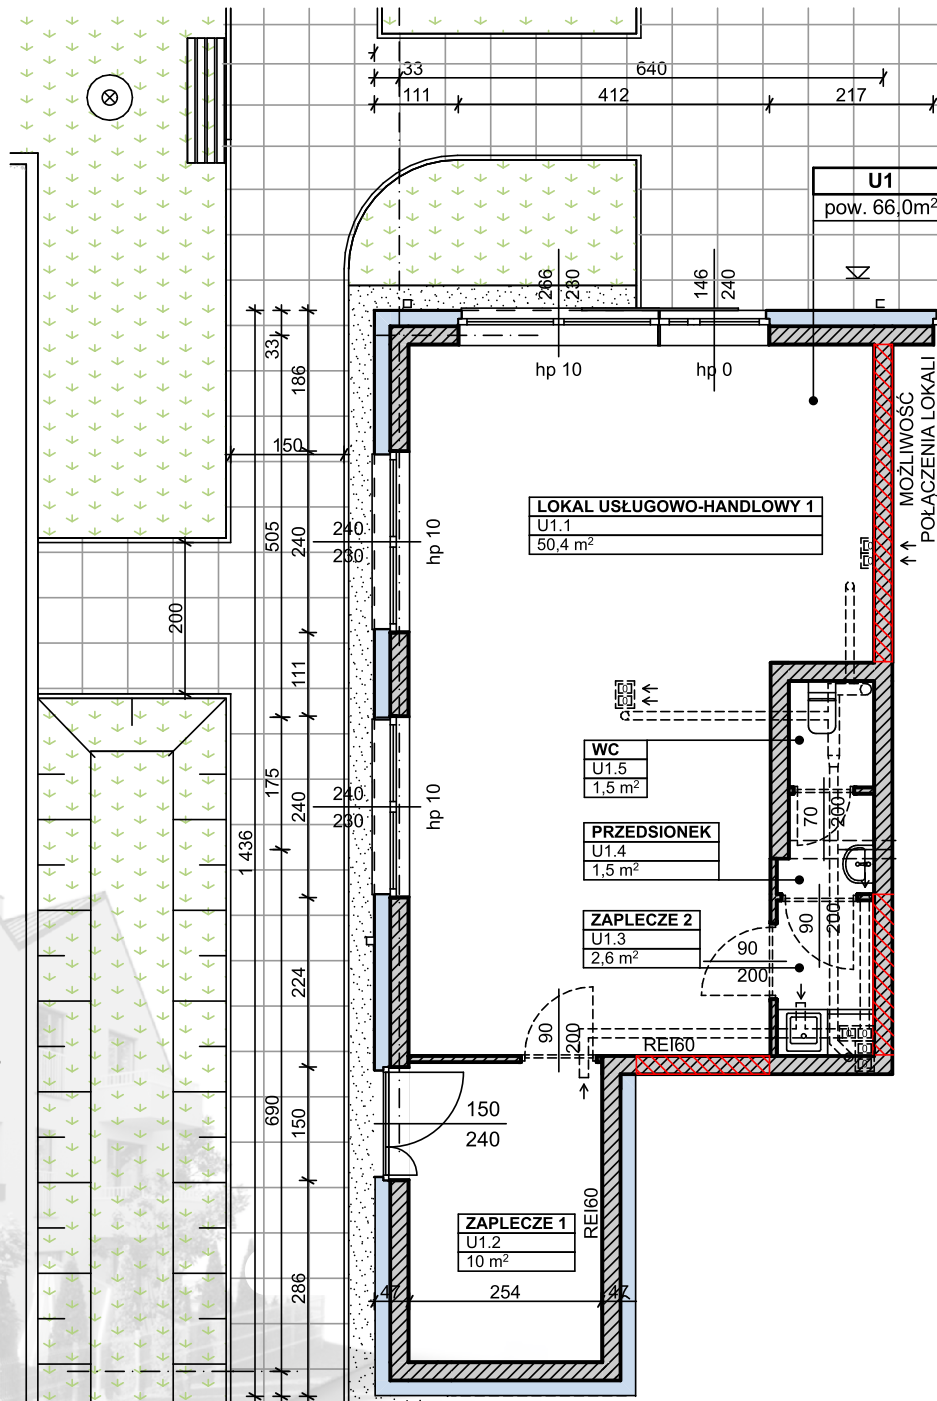 33
640
111
412
217
U1
pow. 66,0m²
266
230
146
240
hp 10
hp 0
33
186
150
MOŻLIWOŚĆ
POŁĄCZENIA LOKALI
LOKAL USŁUGOWO-HANDLOWY 1
U1.1
50,4 m²
505
240
240
230
hp 10
200
111
WC
U1.5
1,5 m²
175
240
240
230
hp 10
1 436
70
200
PRZEDSIONEK
U1.4
1,5 m²
ZAPLECZE 2
U1.3
2,6 m²
90
200
90
200
224
90
200
REI60
690
150
150
240
REI60
ZAPLECZE 1
U1.2
10 m²
286
47
254
47